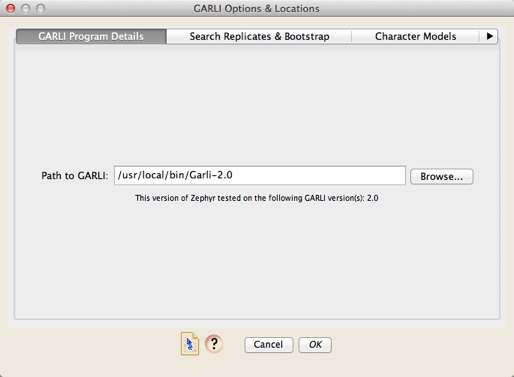 GARLI Options & Locations
GARLI Program Details Search Replicates & Bootstrap Character Models
Path to GARLI: /usr/local/bin/Garli-2.0 Browse...
This version of Zephyr tested on the following GARLI version(s): 2.0
? Cancel OK